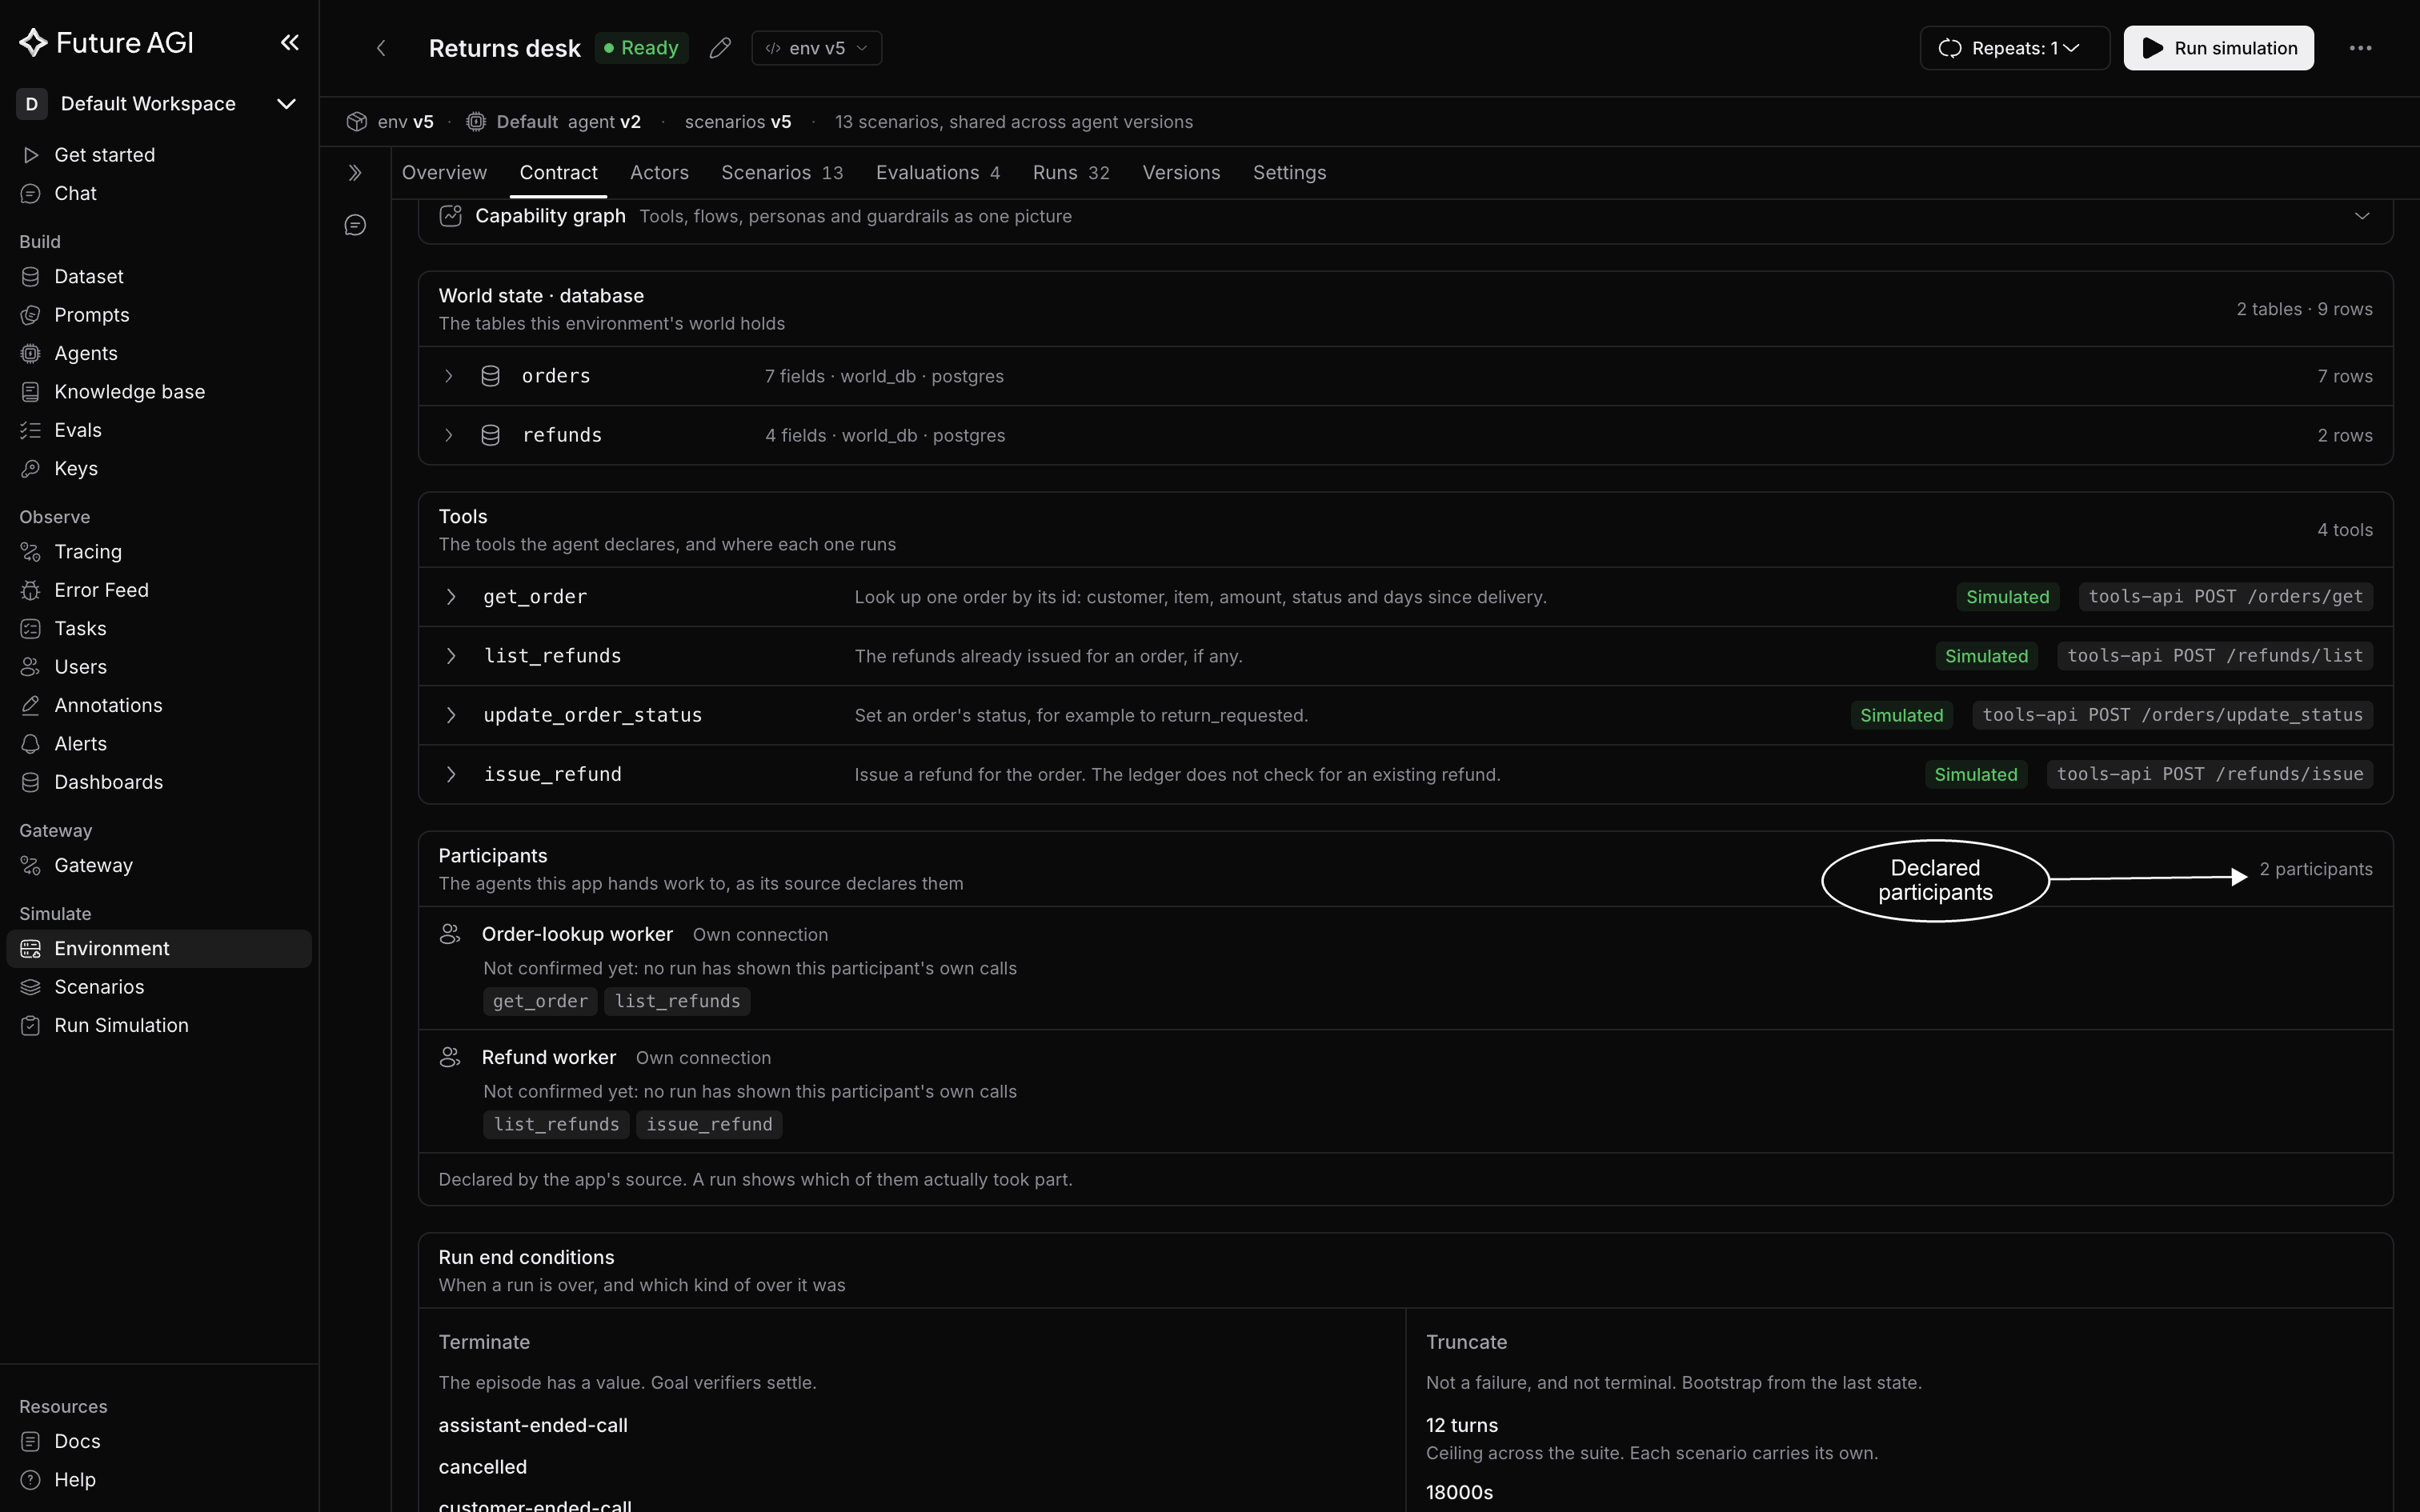 Future AGI
D Default Workspace
Get started
Chat
Build
Dataset
Prompts
Agents
Knowledge base
Evals
Keys
Observe
Tracing
Error Feed
Tasks
Users
Annotations
Alerts
Dashboards
Gateway
Gateway
Simulate
Environment
Scenarios
Run Simulation
Resources
Docs
Help
Returns desk Ready env v5 Repeats: 1 Run simulation
env v5 · Default agent v2 · scenarios v5 · 13 scenarios, shared across agent versions
Overview Contract Actors Scenarios 13 Evaluations 4 Runs 32 Versions Settings
Capability graph Tools, flows, personas and guardrails as one picture
World state · database
The tables this environment's world holds
2 tables · 9 rows
orders 7 fields · world_db · postgres 7 rows
refunds 4 fields · world_db · postgres 2 rows
Tools
The tools the agent declares, and where each one runs
4 tools
get_order Look up one order by its id: customer, item, amount, status and days since delivery. Simulated tools-api POST /orders/get
list_refunds The refunds already issued for an order, if any. Simulated tools-api POST /refunds/list
update_order_status Set an order's status, for example to return_requested. Simulated tools-api POST /orders/update_status
issue_refund Issue a refund for the order. The ledger does not check for an existing refund. Simulated tools-api POST /refunds/issue
Participants
The agents this app hands work to, as its source declares them
Declared
participants
2 participants
Order-lookup worker Own connection
Not confirmed yet: no run has shown this participant's own calls
get_order list_refunds
Refund worker Own connection
Not confirmed yet: no run has shown this participant's own calls
list_refunds issue_refund
Declared by the app's source. A run shows which of them actually took part.
Run end conditions
When a run is over, and which kind of over it was
Terminate
The episode has a value. Goal verifiers settle.
assistant-ended-call
cancelled
customer-ended-call
Truncate
Not a failure, and not terminal. Bootstrap from the last state.
12 turns
Ceiling across the suite. Each scenario carries its own.
18000s